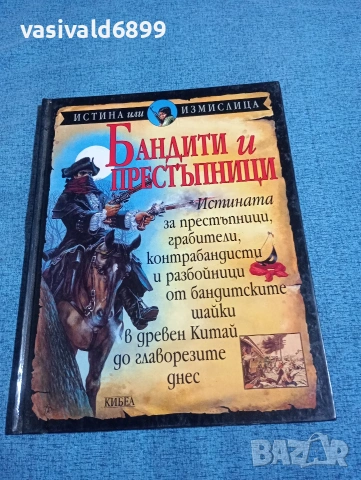 vasivald6899
ИСТИНА или ИЗМИСЛИЦА
БАНДИТИ и
ПРЕСТЪПНИЦИ
Истината
за престъпници,
грабители,
контрабандисти
и разбойници
от бандитските
шайки
в древен Китай
до главорезите
днес
КИБЕА
BAZAR